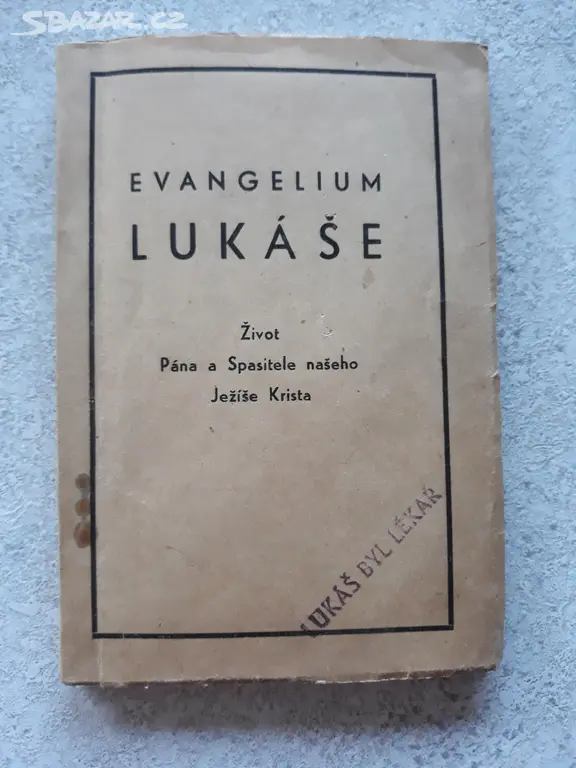 SBAZAR.CZ
EVANGELIUM
LUKÁŠE
Život
Pána a Spasitele našeho
Ježíše Krista
LUKÁŠ BYL LÉKAŘ